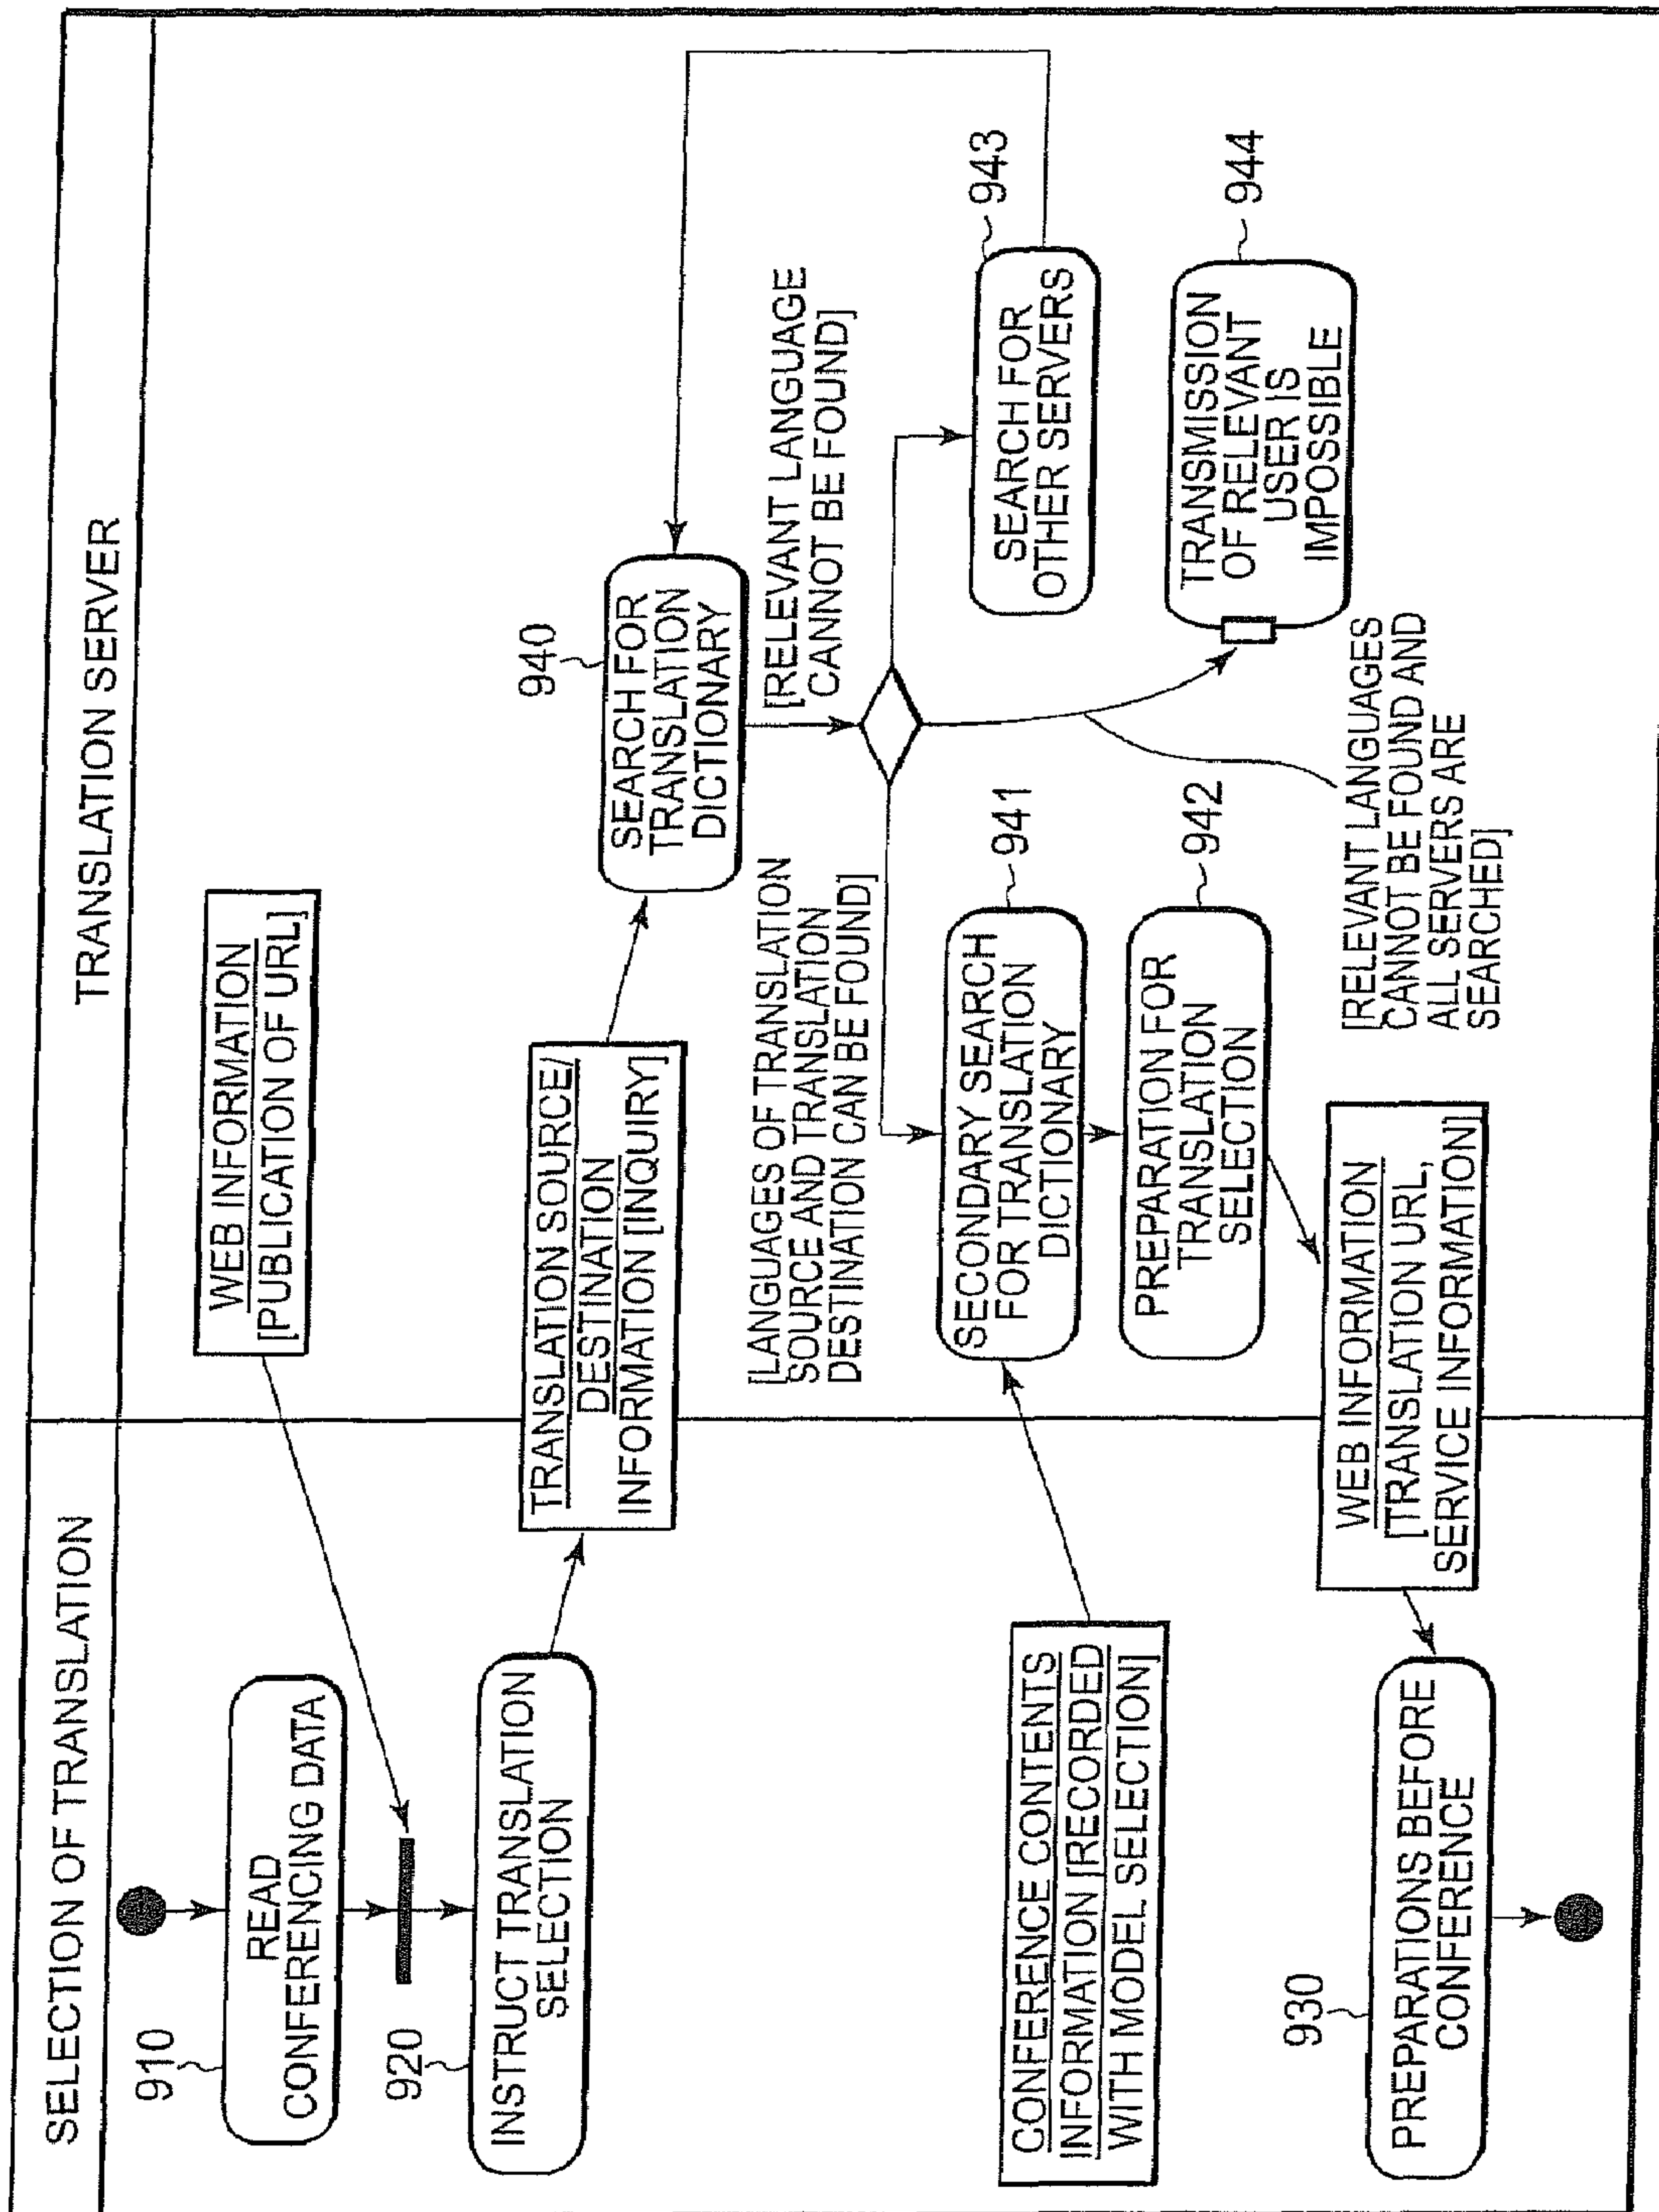 SELECTION OF TRANSLATION
TRANSLATION SERVER
910
READ
CONFERENCING DATA
WEB INFORMATION
[PUBLICATION OF URL]
920
INSTRUCT TRANSLATION
SELECTION
TRANSLATION SOURCE/
DESTINATION
INFORMATION [INQUIRY]
940
SEARCH FOR
TRANSLATION
DICTIONARY
[LANGUAGES OF TRANSLATION
SOURCE AND TRANSLATION
DESTINATION CAN BE FOUND]
[RELEVANT LANGUAGE
CANNOT BE FOUND]
CONFERENCE CONTENTS
INFORMATION [RECORDED
WITH MODEL SELECTION]
SECONDARY SEARCH
FOR TRANSLATION
DICTIONARY
941
SEARCH FOR
OTHER SERVERS
943
PREPARATION FOR
TRANSLATION
SELECTION
942
TRANSMISSION
OF RELEVANT
USER IS
IMPOSSIBLE
944
[RELEVANT LANGUAGES
CANNOT BE FOUND AND
ALL SERVERS ARE
SEARCHED]
WEB INFORMATION
[TRANSLATION URL,
SERVICE INFORMATION]
930
PREPARATIONS BEFORE
CONFERENCE